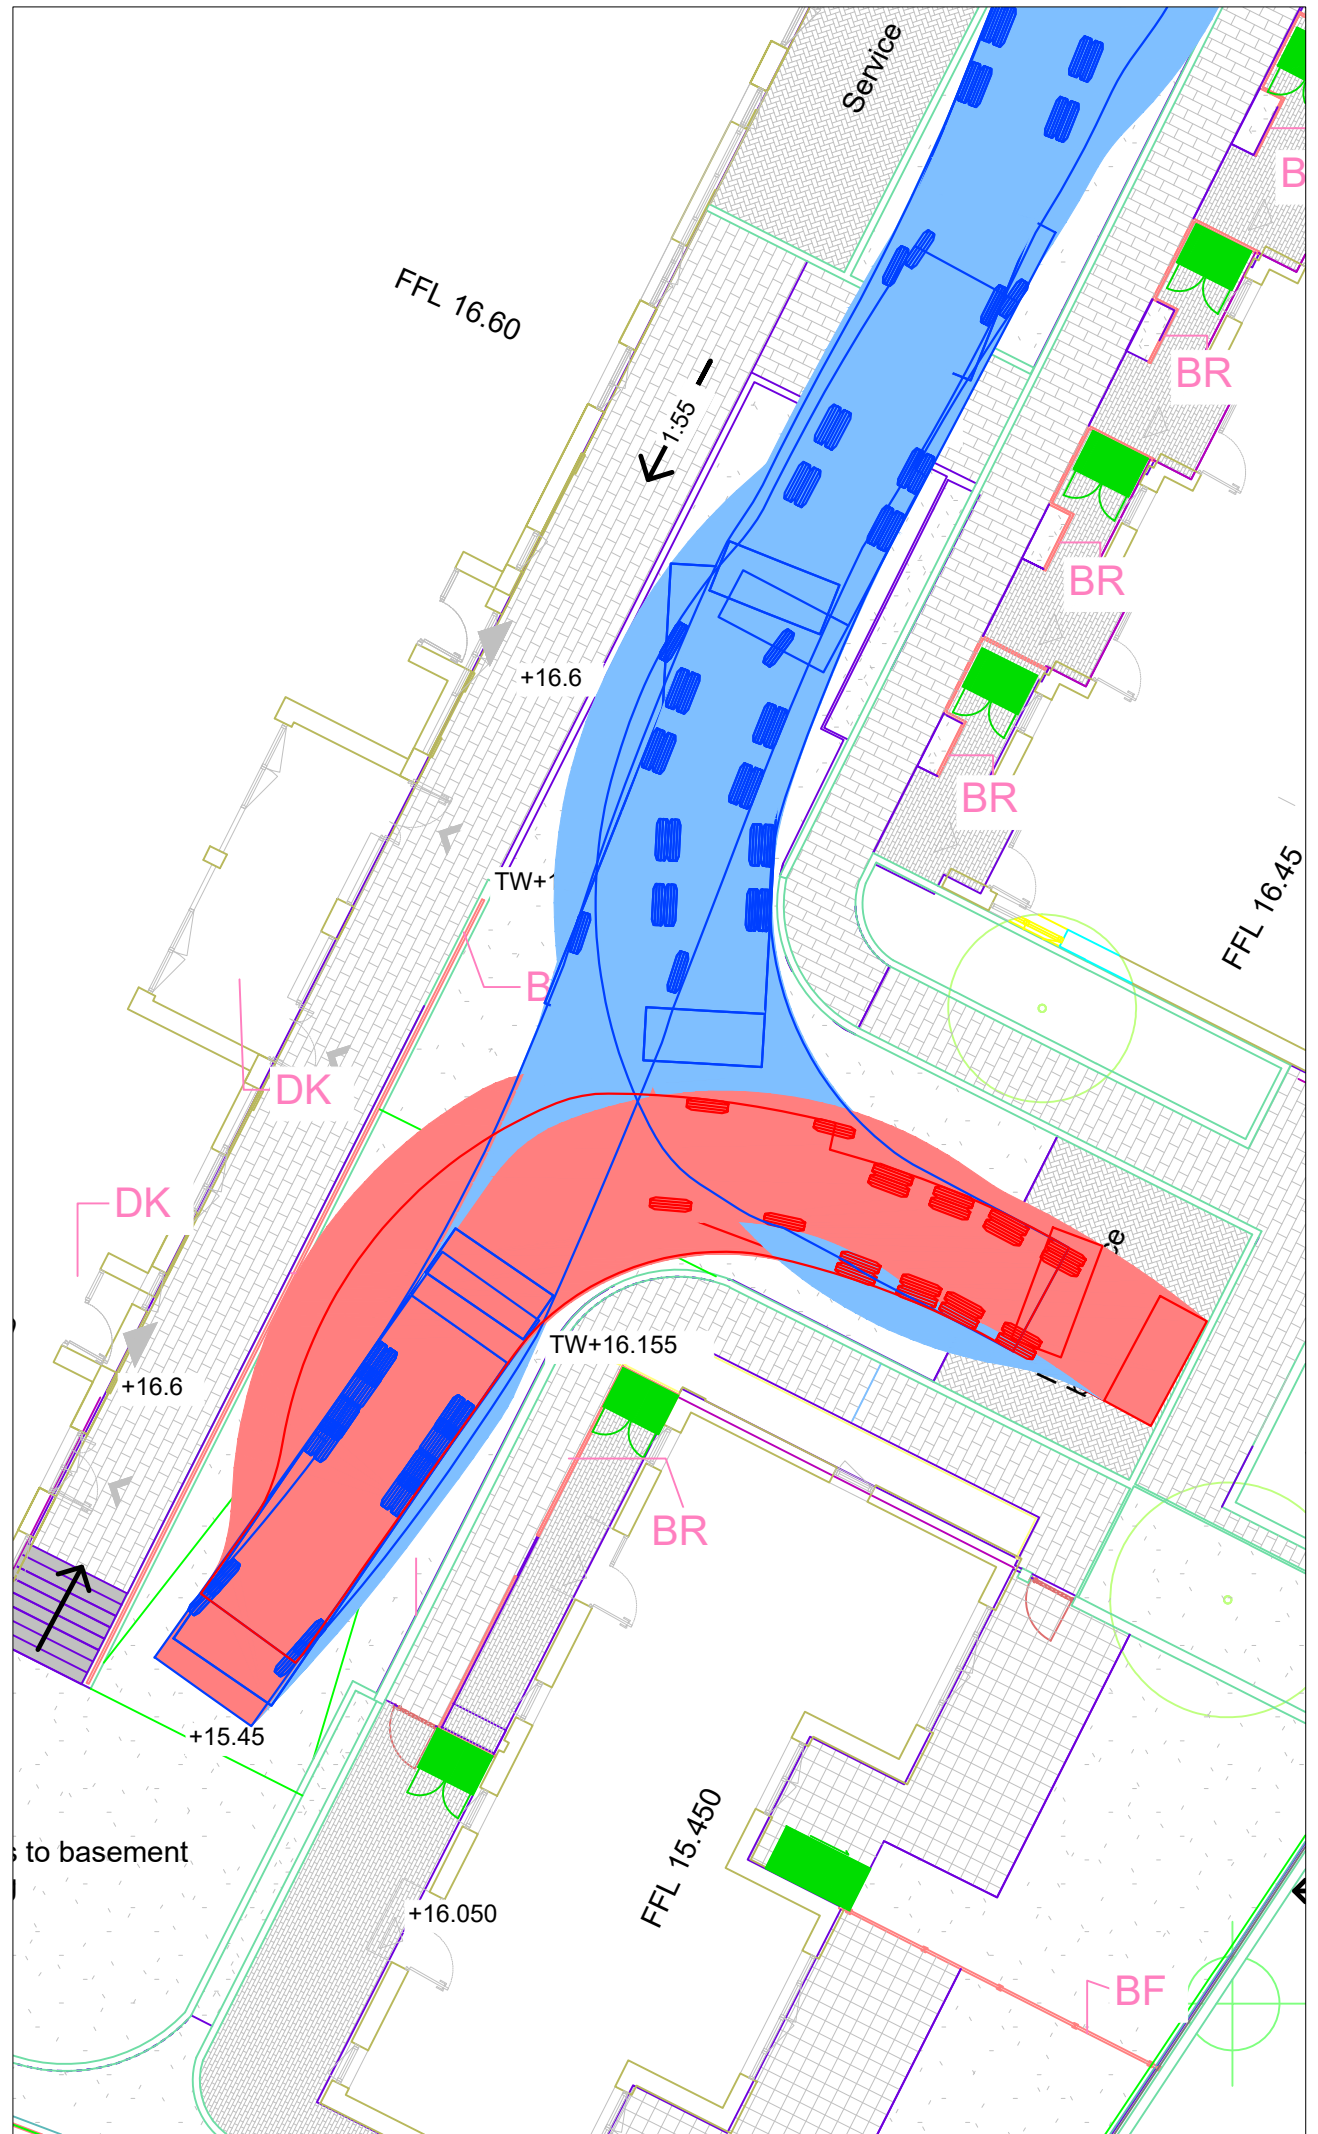 Service
B
FFL 16.60
BR
1:55
BR
+16.6
BR
TW+1
FFL 16.45
B
DK
DK
TW+16.155
+16.6
BR
+15.45
s to basement
FFL 15.450
+16.050
BF